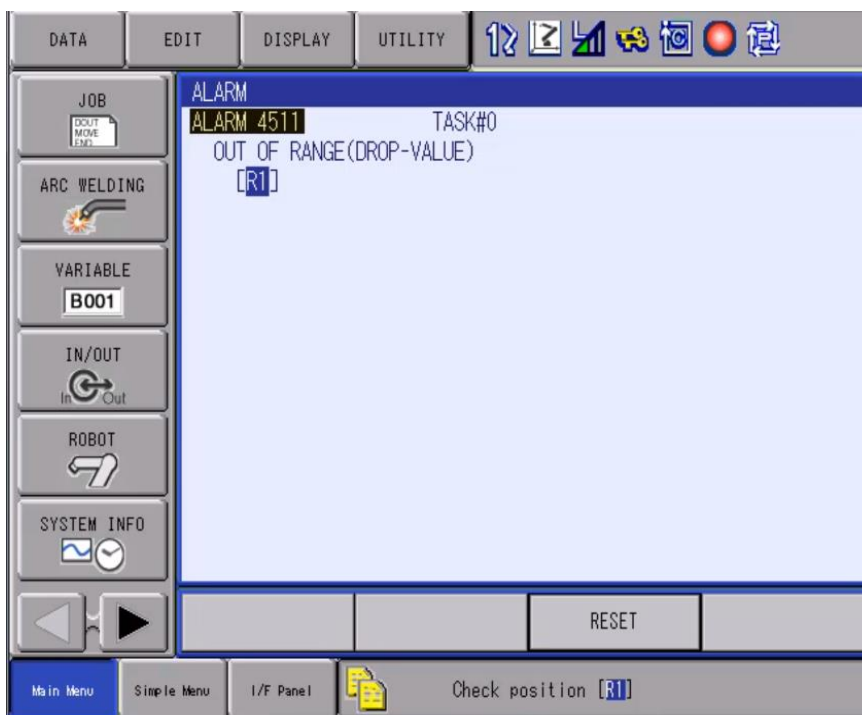 DATA
EDIT
DISPLAY
UTILITY
JOB
DOUT
MOVE
END
ARC WELDING
VARIABLE
B001
IN/OUT
In Out
ROBOT
SYSTEM INFO
ALARM
ALARM 4511 TASK#0
OUT OF RANGE(DROP-VALUE)
[R1]
RESET
Main Menu
Simple Menu
I/F Panel
Check position [R1]